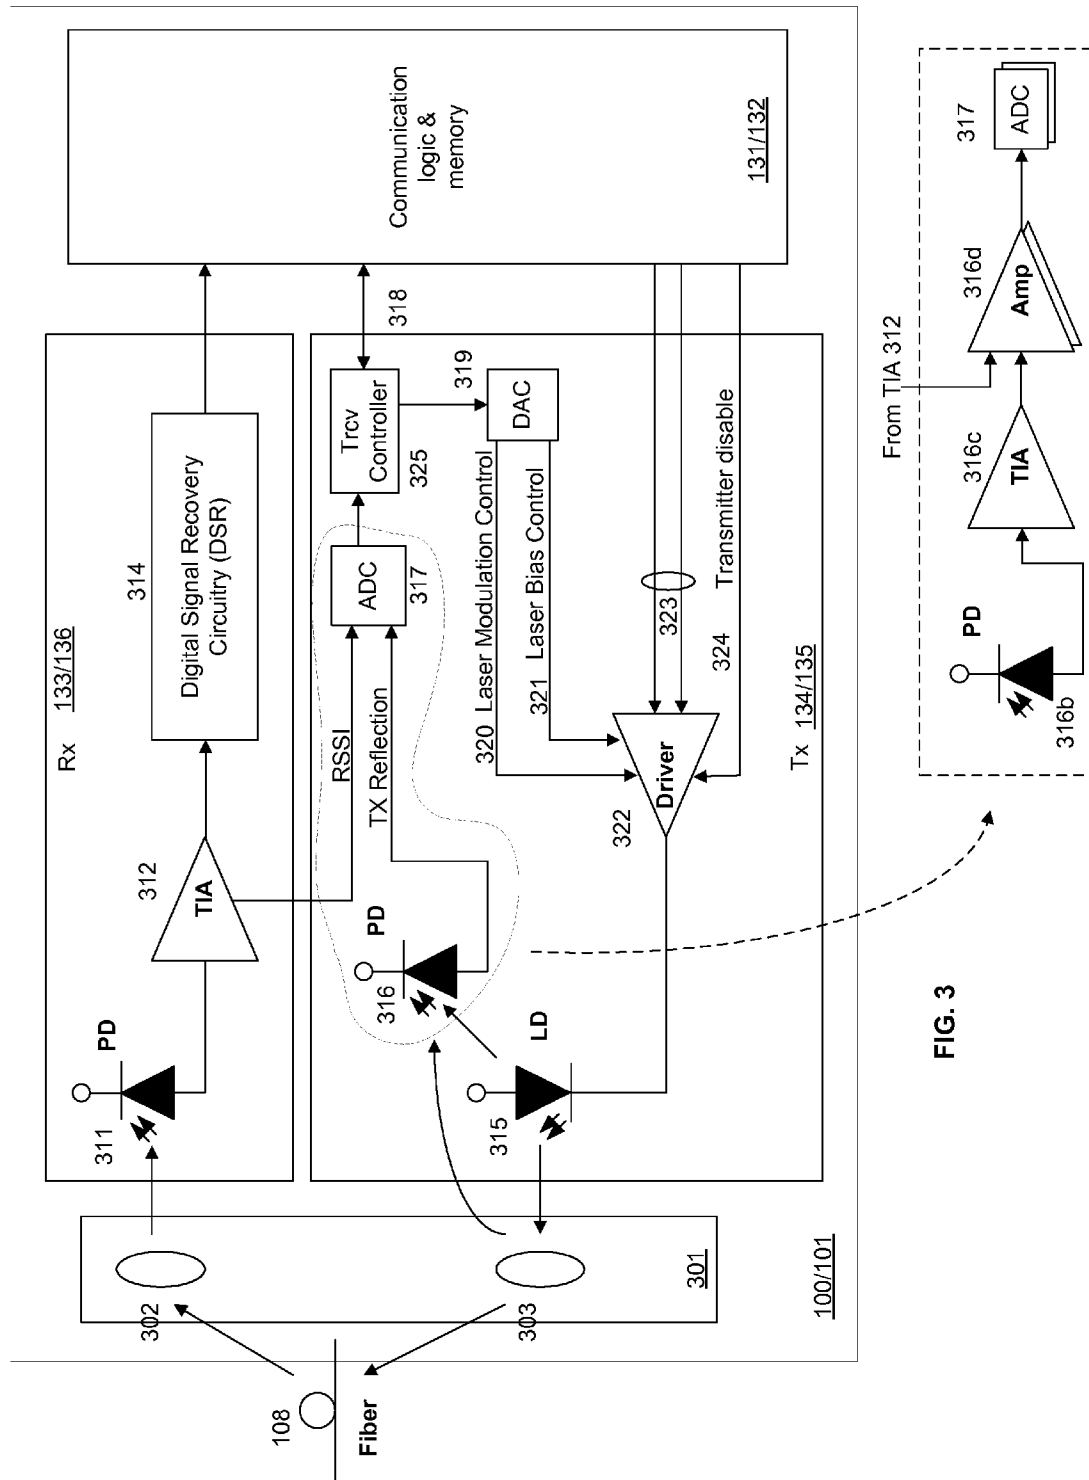 Communication
logic &
memory
131/132
133/136
Rx
314
Digital Signal Recovery
Circuitry (DSR)
312
TIA
PD
311
318
Trcv
Controller
325
319
DAC
ADC
317
RSSI
TX Reflection
PD
316
320 Laser Modulation Control
321 Laser Bias Control
323
Transmitter disable
324
Driver
322
LD
315
Tx 134/135
302
303
301
100/101
108
Fiber
317
ADC
316d
Amp
From TIA 312
316c
TIA
PD
316b
FIG. 3